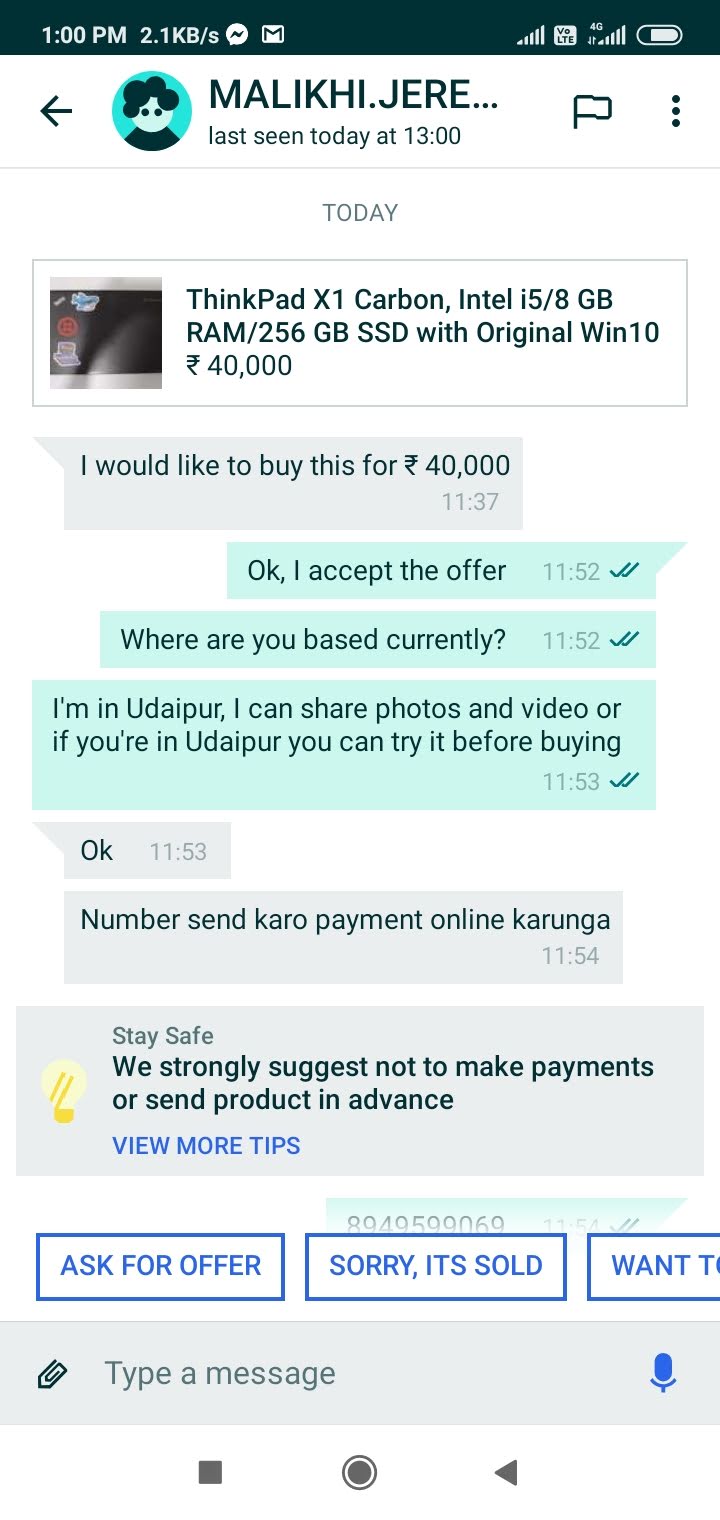 1:00 PM 2.1KB/s
Vo LTE 4G
MALIKHI.JERE...
last seen today at 13:00
TODAY
ThinkPad X1 Carbon, Intel i5/8 GB
RAM/256 GB SSD with Original Win10
₹ 40,000
I would like to buy this for ₹ 40,000
11:37
Ok, I accept the offer 11:52
Where are you based currently? 11:52
I'm in Udaipur, I can share photos and video or
if you're in Udaipur you can try it before buying
11:53
Ok 11:53
Number send karo payment online karunga
11:54
Stay Safe
We strongly suggest not to make payments
or send product in advance
VIEW MORE TIPS
8949599069 11:54
ASK FOR OFFER SORRY, ITS SOLD WANT TO
Type a message